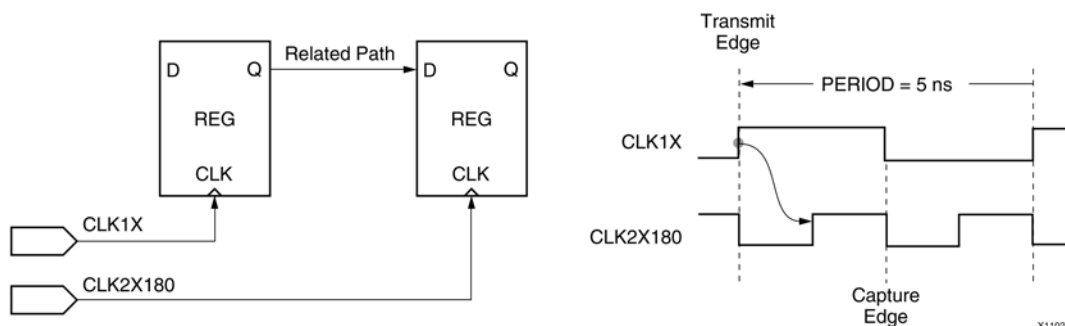 D Q
REG
CLK
Related Path
D Q
REG
CLK
CLK1X
CLK2X180
Transmit
Edge
PERIOD = 5 ns
CLK1X
CLK2X180
Capture
Edge